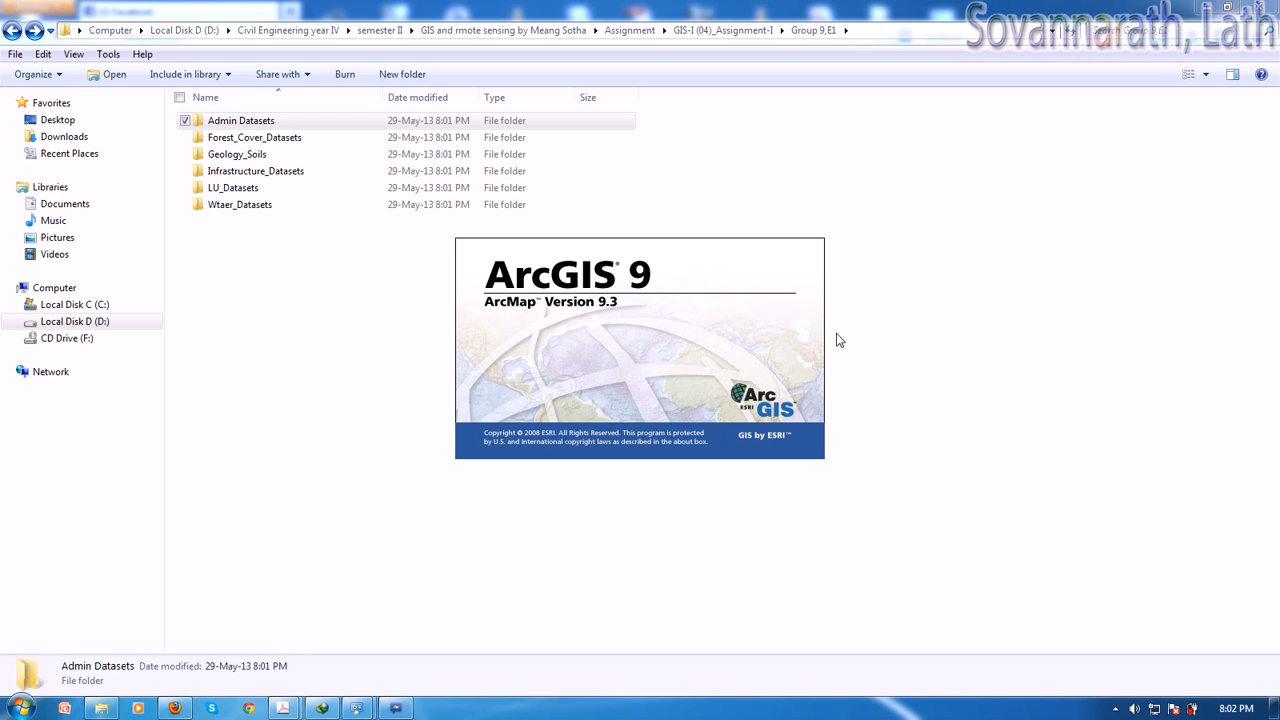 Sovannarath, Lath
Computer
Local Disk D (D:)
Civil Engineering year IV
semester II
GIS and rmote sensing by Meang Sotha
Assignment
GIS-I (04)_Assignment-I
Group 9,E1
Search Group 9,E1
File Edit View Tools Help
Organize Open Include in library Share with Burn New folder
Favorites
Desktop
Downloads
Recent Places
Libraries
Documents
Music
Pictures
Videos
Computer
Local Disk C (C:)
Local Disk D (D:)
CD Drive (F:)
Network
Name Date modified Type Size
Admin Datasets 29-May-13 8:01 PM File folder
Forest_Cover_Datasets 29-May-13 8:01 PM File folder
Geology_Soils 29-May-13 8:01 PM File folder
Infrastructure_Datasets 29-May-13 8:01 PM File folder
LU_Datasets 29-May-13 8:01 PM File folder
Wtaer_Datasets 29-May-13 8:01 PM File folder
ArcGIS® 9
ArcMap™ Version 9.3
Arc
ESRI GIS
Copyright © 2008 ESRI. All Rights Reserved. This program is protected
by U.S. and International copyright laws as described in the about box.
GIS by ESRI™
Admin Datasets Date modified: 29-May-13 8:01 PM
File folder
8:02 PM